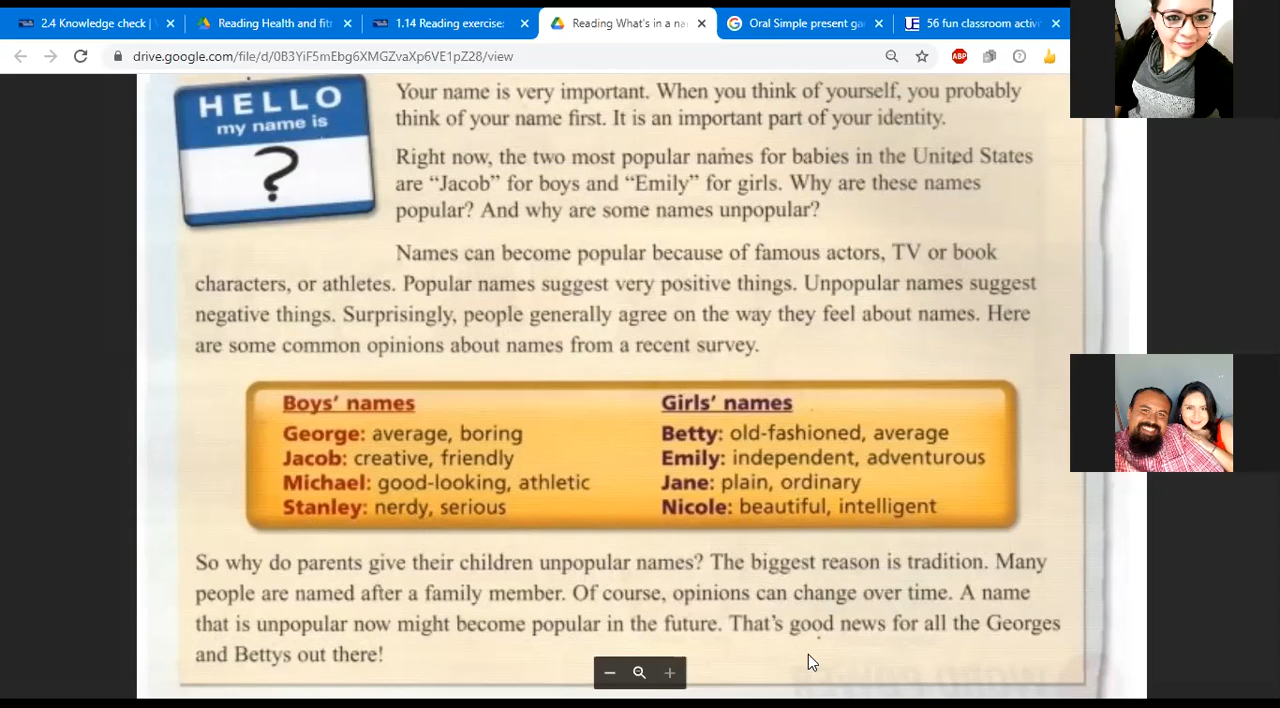 2.4 Knowledge check |
Reading Health and fit
1.14 Reading exercise:
Reading What's in a na
Oral Simple present ga
56 fun classroom activ
drive.google.com/file/d/0B3YiF5mEbg6XMGZvaXp6VE1pZ28/view
ABP
HELLO
my name is
?
Your name is very important. When you think of yourself, you probably
think of your name first. It is an important part of your identity.
Right now, the two most popular names for babies in the United States
are “Jacob” for boys and “Emily” for girls. Why are these names
popular? And why are some names unpopular?
Names can become popular because of famous actors, TV or book
characters, or athletes. Popular names suggest very positive things. Unpopular names suggest
negative things. Surprisingly, people generally agree on the way they feel about names. Here
are some common opinions about names from a recent survey.
Boys’ names
George: average, boring
Jacob: creative, friendly
Michael: good-looking, athletic
Stanley: nerdy, serious
Girls’ names
Betty: old-fashioned, average
Emily: independent, adventurous
Jane: plain, ordinary
Nicole: beautiful, intelligent
So why do parents give their children unpopular names? The biggest reason is tradition. Many
people are named after a family member. Of course, opinions can change over time. A name
that is unpopular now might become popular in the future. That’s good news for all the Georges
and Bettys out there!